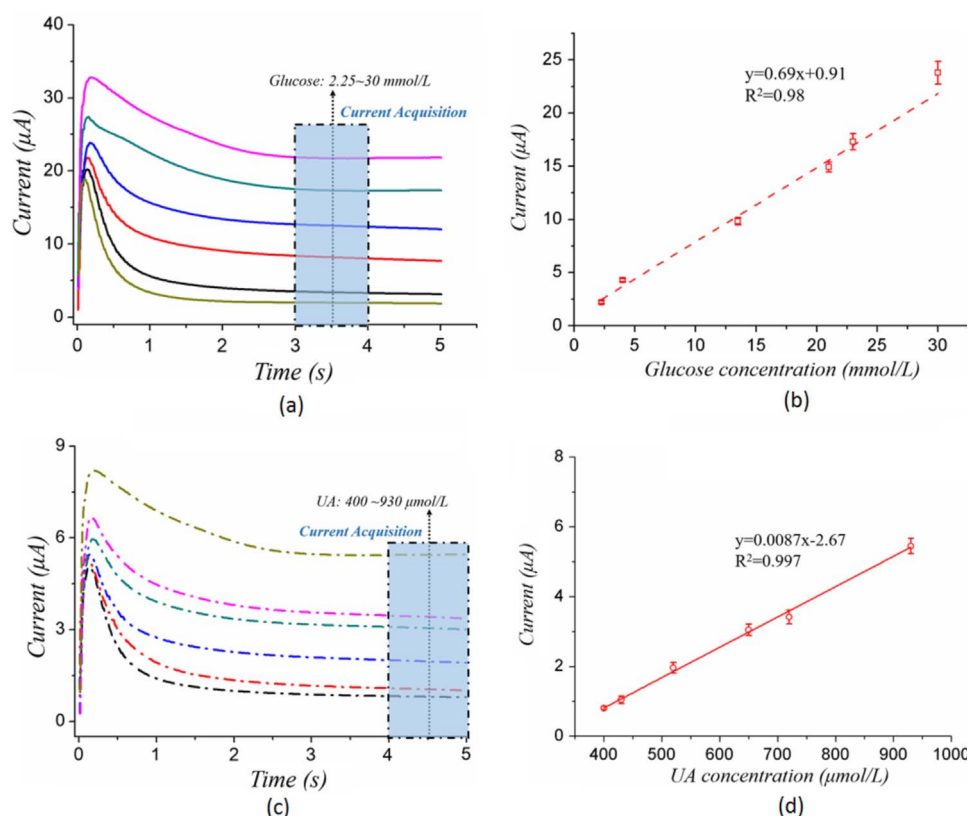 40
30
20
10
0
Current (μA)
Glucose: 2.25~30 mmol/L
Current Acquisition
0 1 2 3 4 5
Time (s)
(a)
25
20
15
10
5
0
Current (μA)
y=0.69x+0.91
R²=0.98
0 5 10 15 20 25 30
Glucose concentration (mmol/L)
(b)
9
6
3
0
Current (μA)
UA: 400 ~930 μmol/L
Current Acquisition
0 1 2 3 4 5
Time (s)
(c)
8
6
4
2
0
Current (μA)
y=0.0087x-2.67
R²=0.997
400 500 600 700 800 900 1000
UA concentration (μmol/L)
(d)